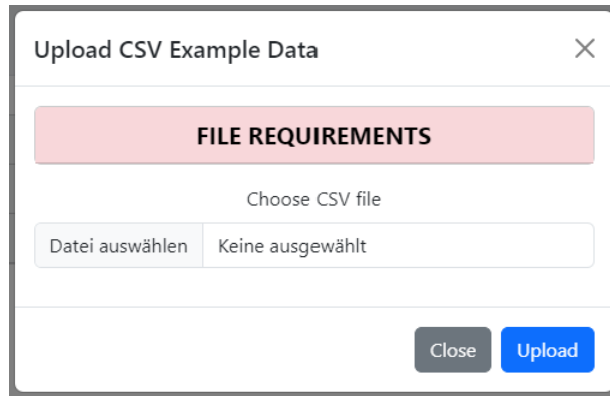 Upload CSV Example Data
FILE REQUIREMENTS
Choose CSV file
Datei auswählen Keine ausgewählt
Close Upload